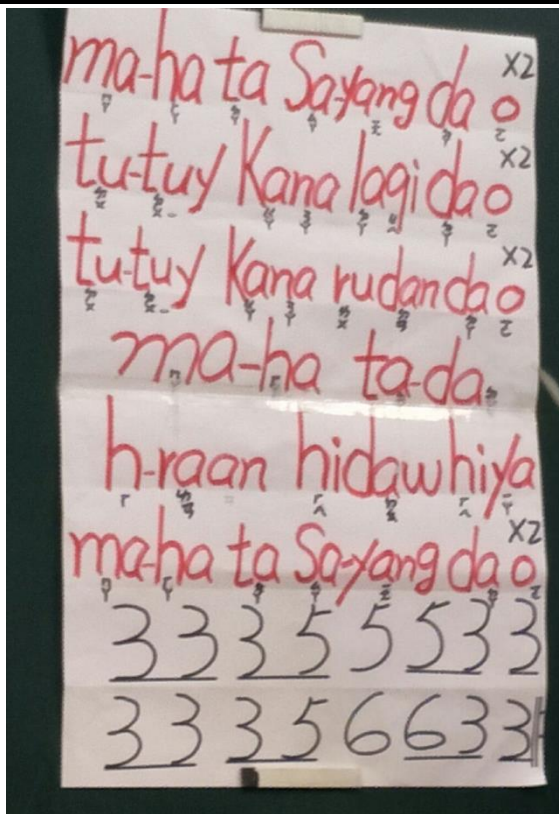 ma-ha ta Sa-yang da o X2
tu-tuy Kana lagi da o X2
tu-tuy Kana rudan da o X2
ma-ha ta-da
h-raan hidaw hiya
ma-ha ta Sa-yang da o X2
3 3 3 5 5 5 3 3
3 3 3 5 6 6 3 3